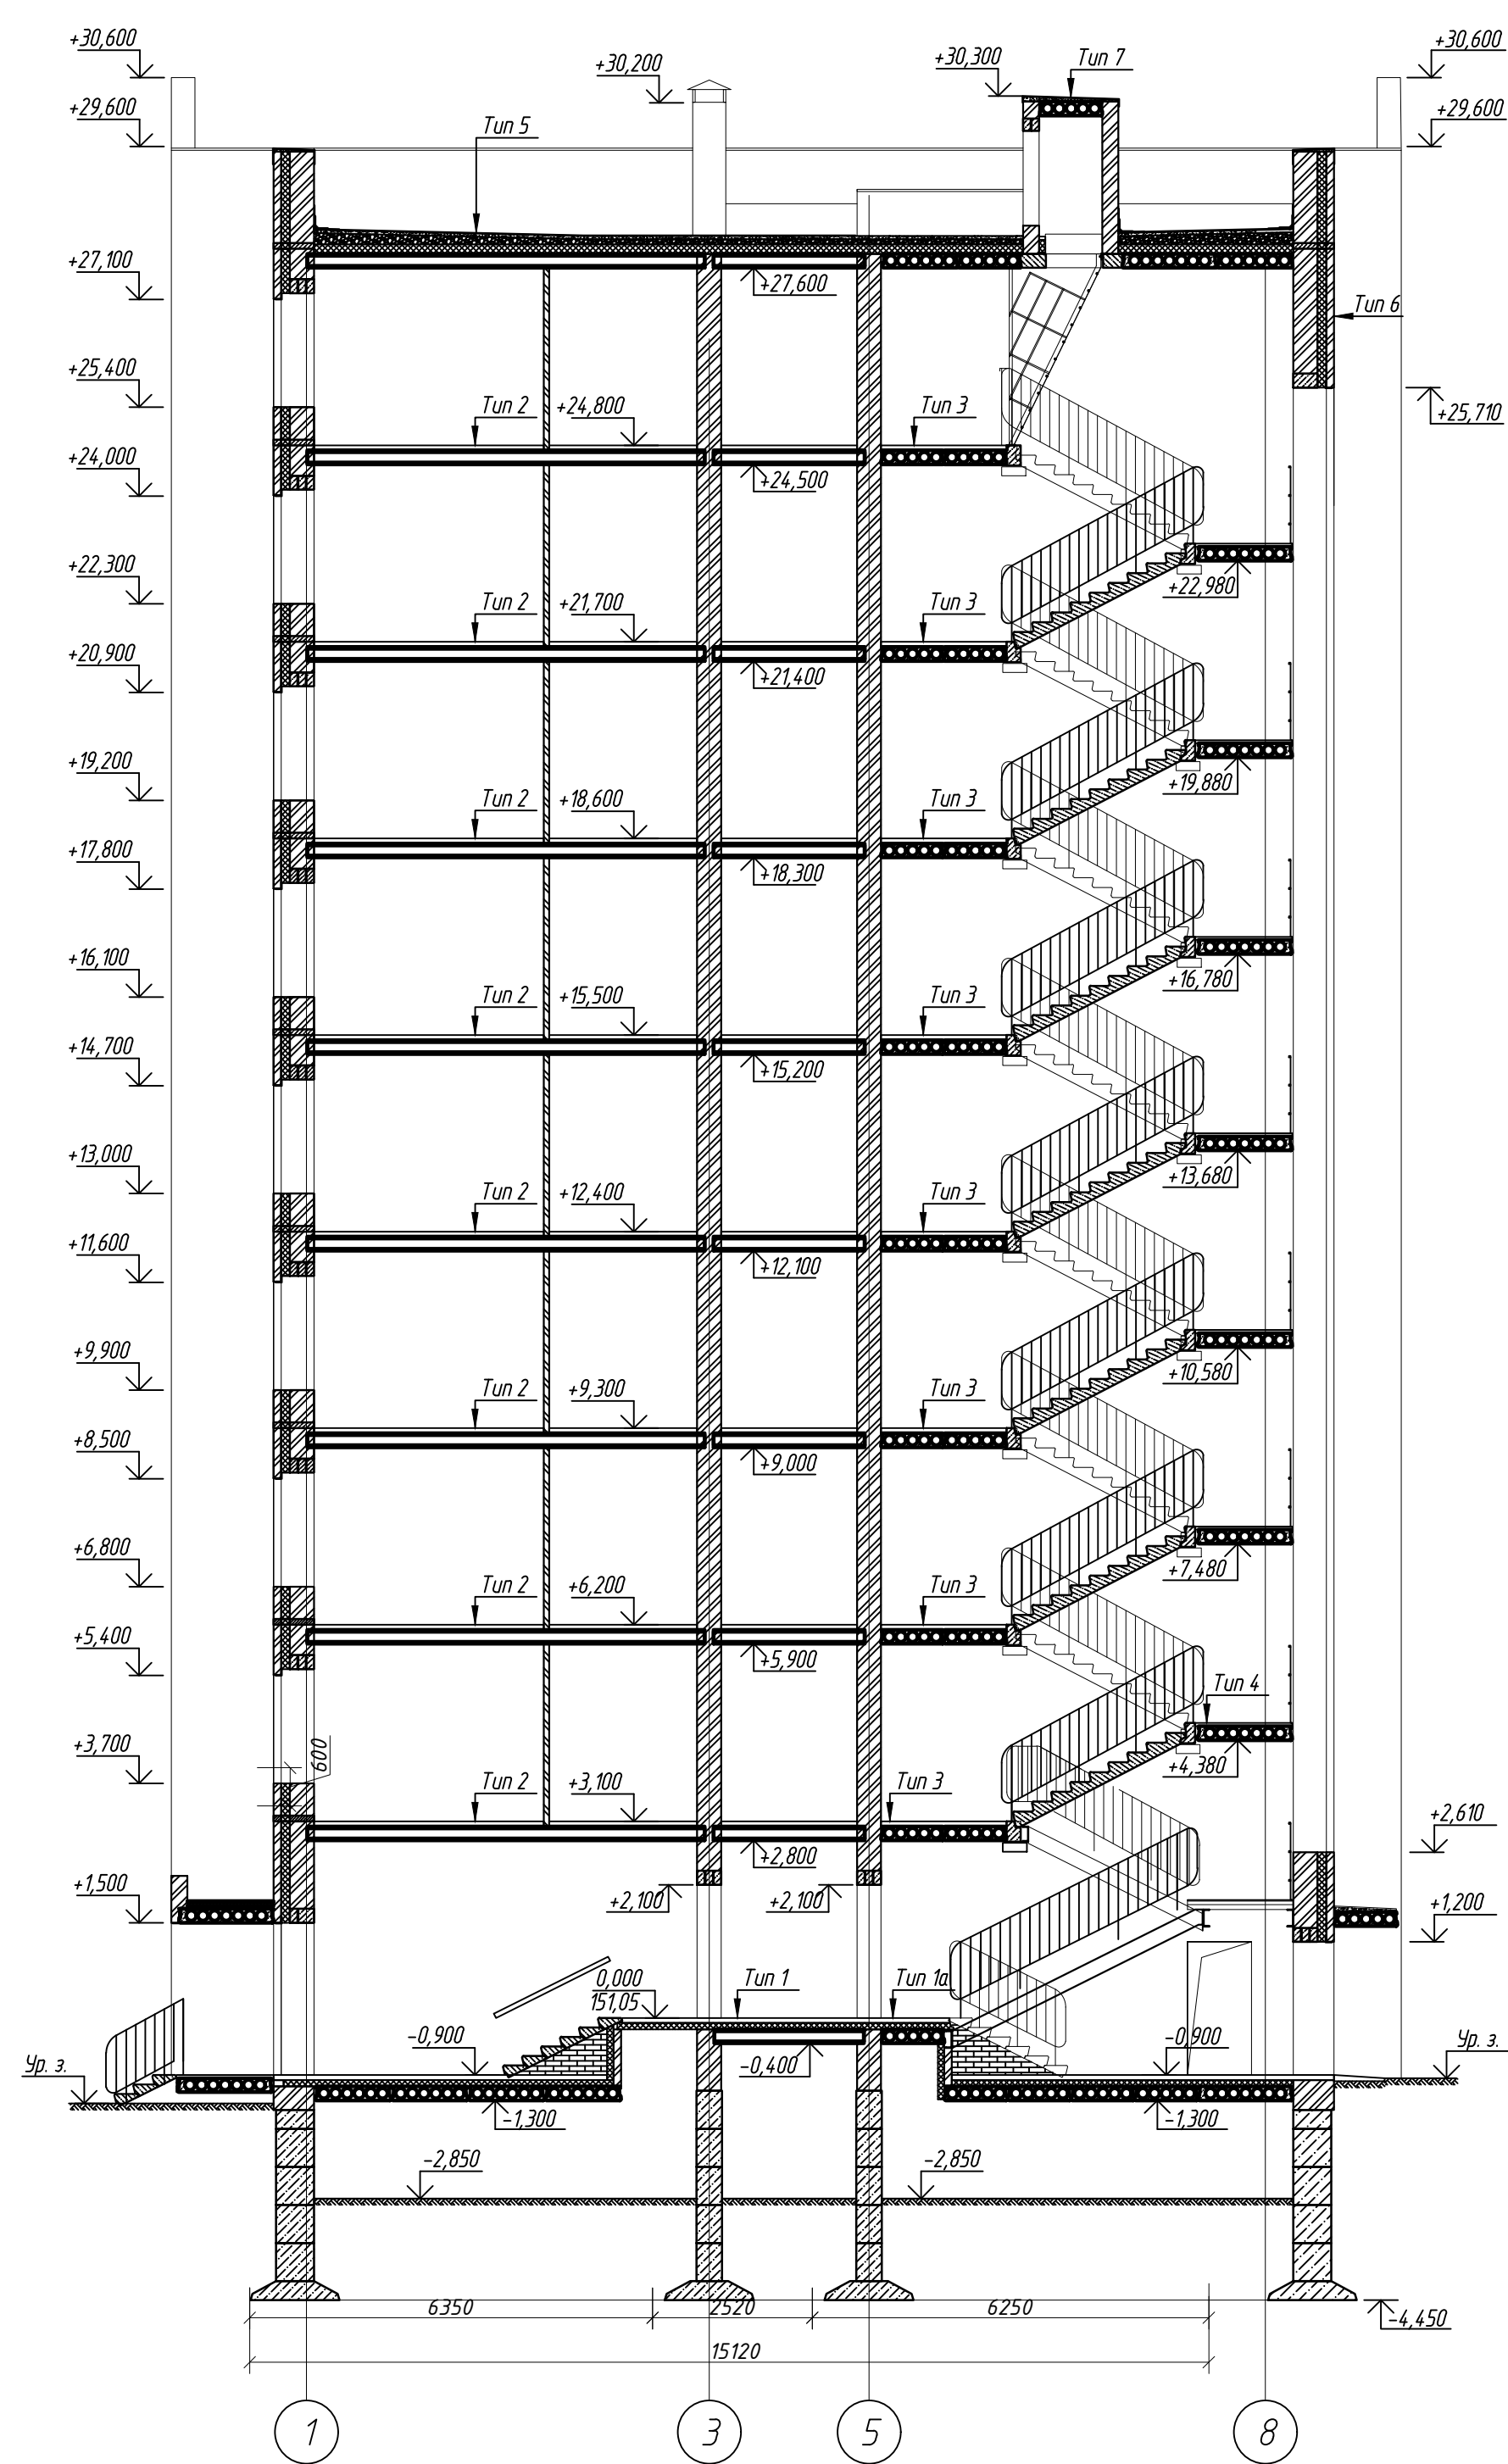 +30,600
+30,600
+30,300
Тип 7
+30,200
+29,600
+29,600
Тип 5
+27,100
+27,600
Тип 6
+25,400
Тип 2
+24,800
Тип 3
+25,710
+24,000
+24,500
+22,300
+22,980
Тип 2
+21,700
Тип 3
+20,900
+21,400
+19,200
+19,880
Тип 2
+18,600
Тип 3
+17,800
+18,300
+16,100
+16,780
Тип 2
+15,500
Тип 3
+14,700
+15,200
+13,000
+13,680
Тип 2
+12,400
Тип 3
+11,600
+12,100
+9,900
+10,580
Тип 2
+9,300
Тип 3
+8,500
+9,000
+6,800
+7,480
Тип 2
+6,200
Тип 3
+5,400
+5,900
Тип 4
+3,700
600
+4,380
Тип 2
+3,100
Тип 3
+2,610
+2,800
+1,500
+2,100
+2,100
+1,200
0,000
151,05
Тип 1
Тип 1а
-0,900
-0,900
Ур. з.
Ур. з.
-0,400
-1,300
-1,300
-2,850
-2,850
6350
2520
6250
-4,450
15120
1
3
5
8